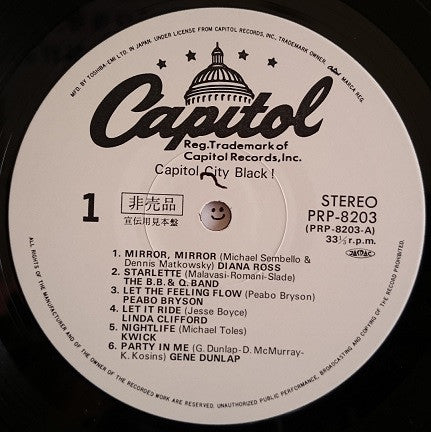 MFD. BY TOSHIBA-EMI LTD. IN JAPAN. UNDER LICENSE FROM CAPITOL RECORDS, INC., TRADEMARK OWNER. MARCA REG.
Capitol
Reg. Trademark of
Capitol Records, Inc.
Capitol City Black!
1
非売品
宣伝用見本盤
STEREO
PRP-8203
(PRP-8203-A)
33⅓ r.p.m.
JASRAC
1. MIRROR, MIRROR (Michael Sembello &
Dennis Matkowsky) DIANA ROSS
2. STARLETTE (Malavasi-Romani-Slade)
THE B.B. & Q. BAND
3. LET THE FEELING FLOW (Peabo Bryson)
PEABO BRYSON
4. LET IT RIDE (Jesse Boyce)
LINDA CLIFFORD
5. NIGHTLIFE (Michael Toles)
KWICK
6. PARTY IN ME (G. Dunlap-D. McMurray-
K. Kosins) GENE DUNLAP
ALL RIGHTS OF THE MANUFACTURER AND OF THE OWNER OF THE RECORDED WORK ARE RESERVED. UNAUTHORIZED PUBLIC PERFORMANCE, BROADCASTING AND COPYING OF THIS RECORD PROHIBITED.